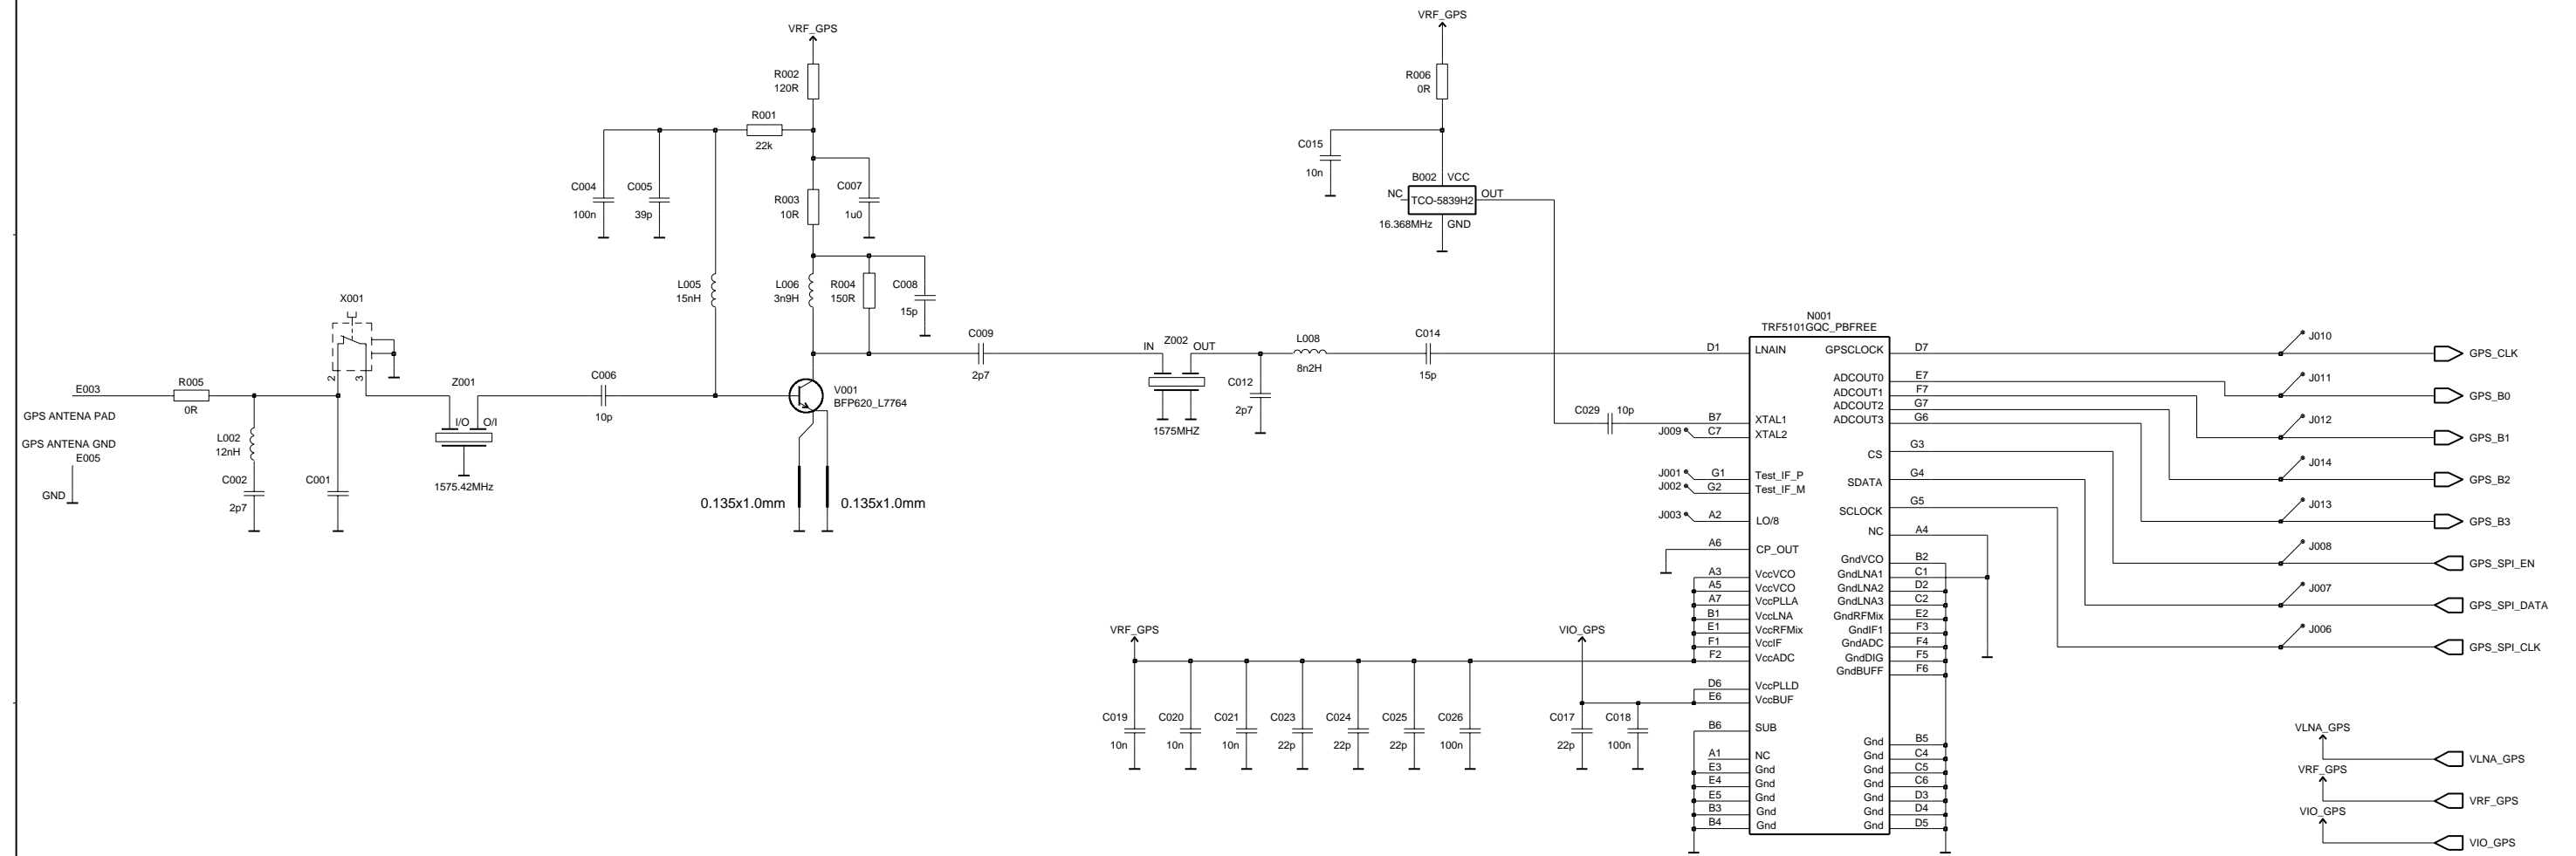 VRF_GPS
R002
120R
R001
22k
C004
100n
C005
39p
R003
10R
C007
1u0
L005
15nH
L006
3n9H
R004
150R
C008
15p
X001
2
3
E003
GPS ANTENA PAD
GPS ANTENA GND
E005
GND
R005
0R
L002
12nH
C002
2p7
C001
Z001
I/O
O/I
1575.42MHz
C006
10p
V001
BFP620_L7764
0.135x1.0mm
0.135x1.0mm
C009
2p7
IN
Z002
OUT
1575MHZ
C012
2p7
L008
8n2H
C014
15p
VRF_GPS
R006
0R
C015
10n
B002
VCC
NC
TCO-5839H2
OUT
16.368MHz
GND
C029
10p
N001
TRF5101GQC_PBFREE
D1 LNAIN
B7 XTAL1
J009 C7 XTAL2
J001 G1 Test_IF_P
J002 G2 Test_IF_M
J003 A2 LO/8
A6 CP_OUT
A3 VccVCO
A5 VccVCO
A7 VccPLLA
B1 VccLNA
E1 VccRFMix
F1 VccIF
F2 VccADC
D6 VccPLLD
E6 VccBUF
B6 SUB
A1 NC
E3 Gnd
E4 Gnd
E5 Gnd
B3 Gnd
B4 Gnd
GPSCLOCK D7
ADCOUT0 E7
ADCOUT1 F7
ADCOUT2 G7
ADCOUT3 G6
CS G3
SDATA G4
SCLOCK G5
NC A4
GndVCO B2
GndLNA1 C1
GndLNA2 D2
GndLNA3 C2
GndRFMix E2
GndIF1 F3
GndADC F4
GndDIG F5
GndBUFF F6
Gnd B5
Gnd C4
Gnd C5
Gnd C6
Gnd D3
Gnd D4
Gnd D5
VRF_GPS
C019
10n
C020
10n
C021
10n
C023
22p
C024
22p
C025
22p
C026
100n
VIO_GPS
C017
22p
C018
100n
J010
GPS_CLK
J011
GPS_B0
J012
GPS_B1
J014
GPS_B2
J013
GPS_B3
J008
GPS_SPI_EN
J007
GPS_SPI_DATA
J006
GPS_SPI_CLK
VLNA_GPS
VLNA_GPS
VRF_GPS
VRF_GPS
VIO_GPS
VIO_GPS